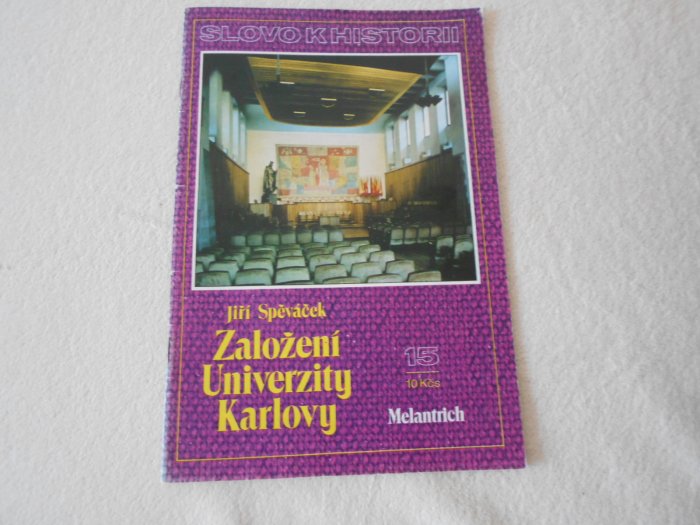 SLOVO K HISTORII
Jiří Spěváček
Založení
Univerzity
Karlovy
15
10 Kčs
Melantrich